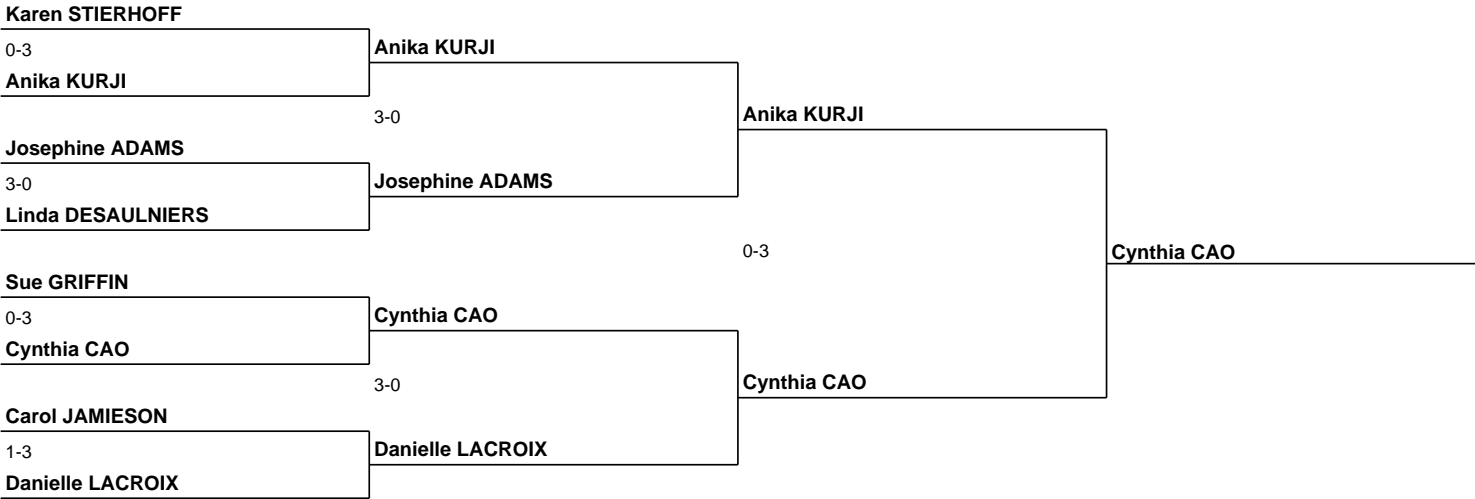 Karen STIERHOFF
0-3
Anika KURJI
Anika KURJI
3-0
Anika KURJI
Josephine ADAMS
3-0
Josephine ADAMS
Linda DESAULNIERS
0-3
Cynthia CAO
Sue GRIFFIN
0-3
Cynthia CAO
Cynthia CAO
3-0
Cynthia CAO
Carol JAMIESON
1-3
Danielle LACROIX
Danielle LACROIX